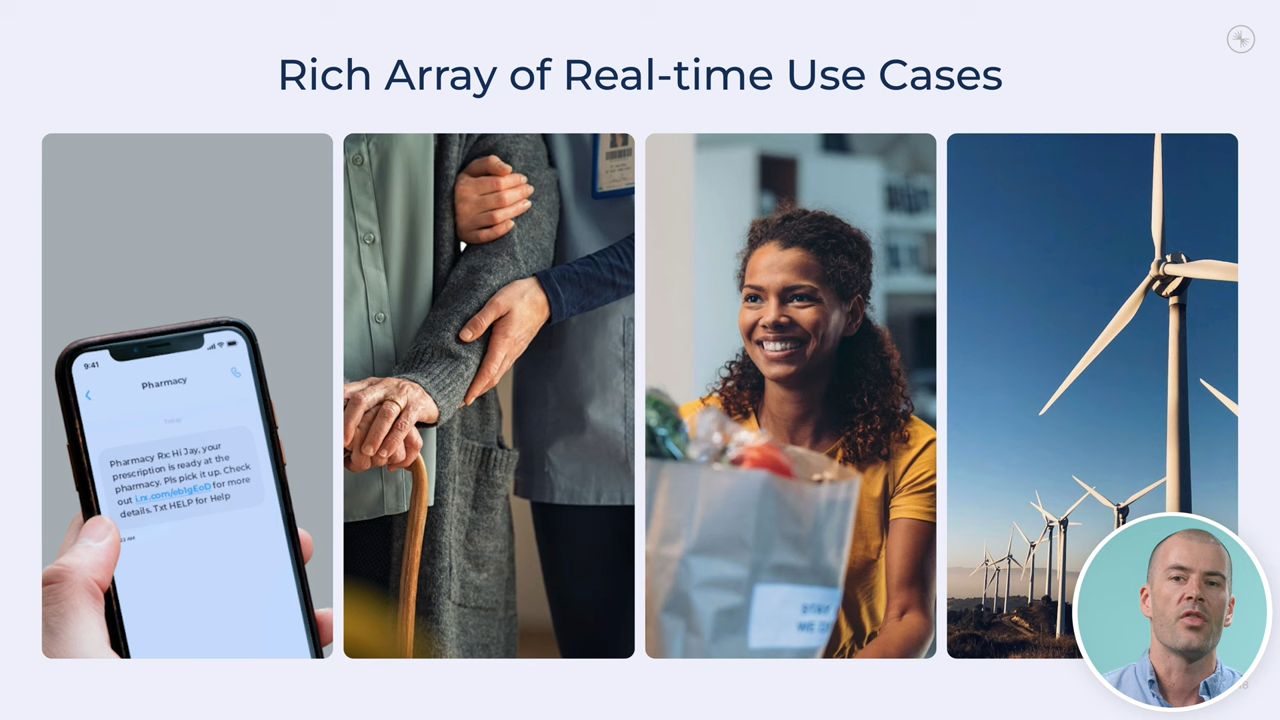 Rich Array of Real-time Use Cases
9:41
Pharmacy
Today
Pharmacy Rx: Hi Jay, your
prescription is ready at the
pharmacy. Pls pick it up. Check
out i.rx.com/eb1gEoD for more
details. Txt HELP for Help